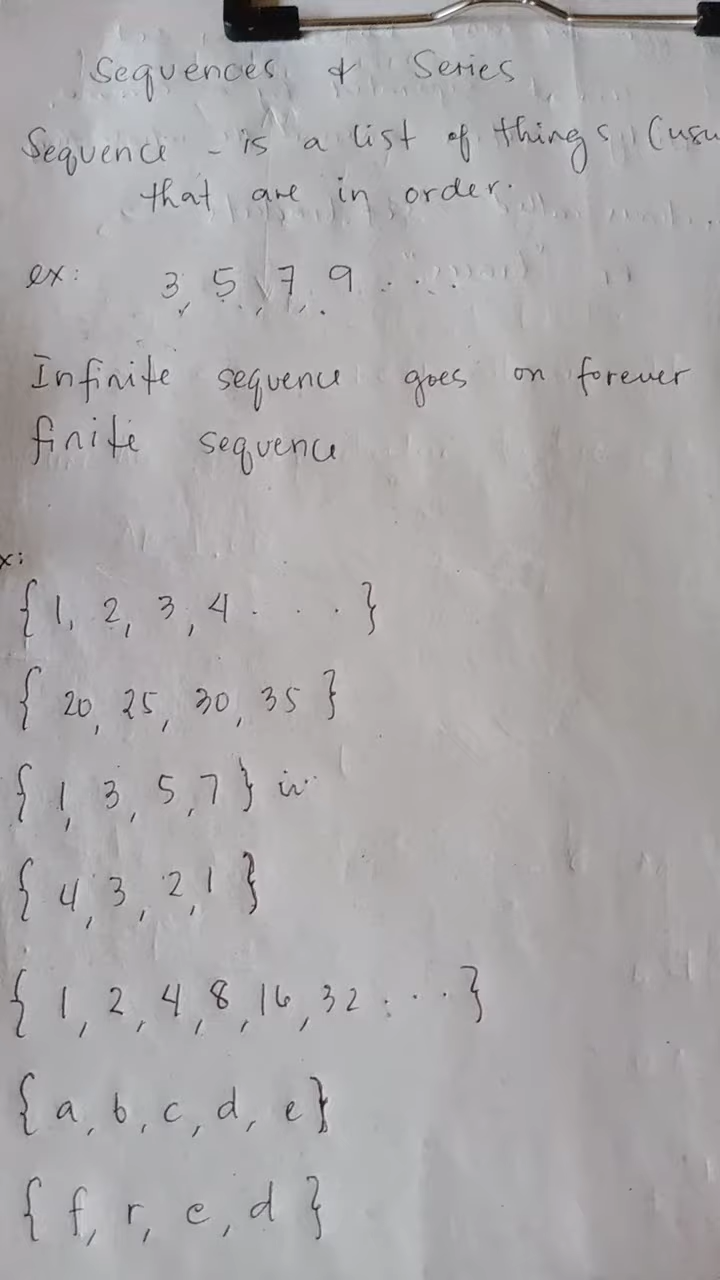 Sequences & Series
Sequence - is a list of things (usu
that are in order.
ex: 3, 5, 7, 9 . . . .
Infinite sequence goes on forever
finite sequence
x:
{ 1, 2, 3, 4 . . . }
{ 20, 25, 30, 35 }
{ 1, 3, 5, 7 }
{ 4, 3, 2, 1 }
{ 1, 2, 4, 8, 16, 32 . . . }
{ a, b, c, d, e }
{ f, r, e, d }